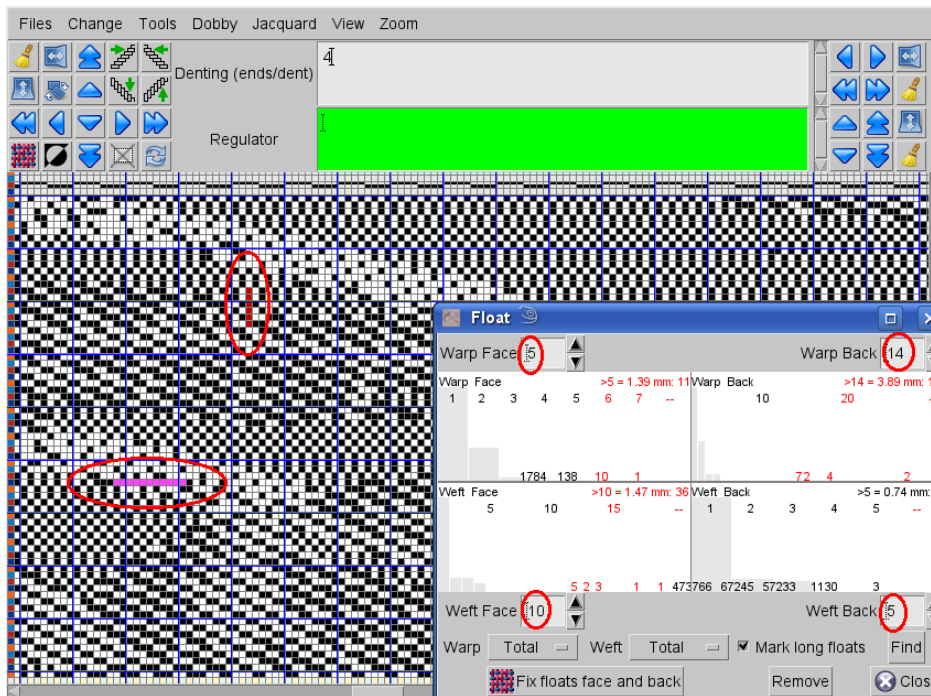 Files Change Tools Dobby Jacquard View Zoom
Denting (ends/dent) 4
Regulator
Float
Warp Face 5 Warp Back 14
Warp Face >5 = 1.39 mm: 11 Warp Back >14 = 3.89 mm:
1 2 3 4 5 6 7 -- 10 20
1784 138 10 1 72 4 2
Weft Face >10 = 1.47 mm: 36 Weft Back >5 = 0.74 mm:
5 10 15 -- 1 2 3 4 5 --
5 2 3 1 1 473766 67245 57233 1130 3
Weft Face 10 Weft Back 5
Warp Total Weft Total Mark long floats Find
Fix floats face and back Remove Clos